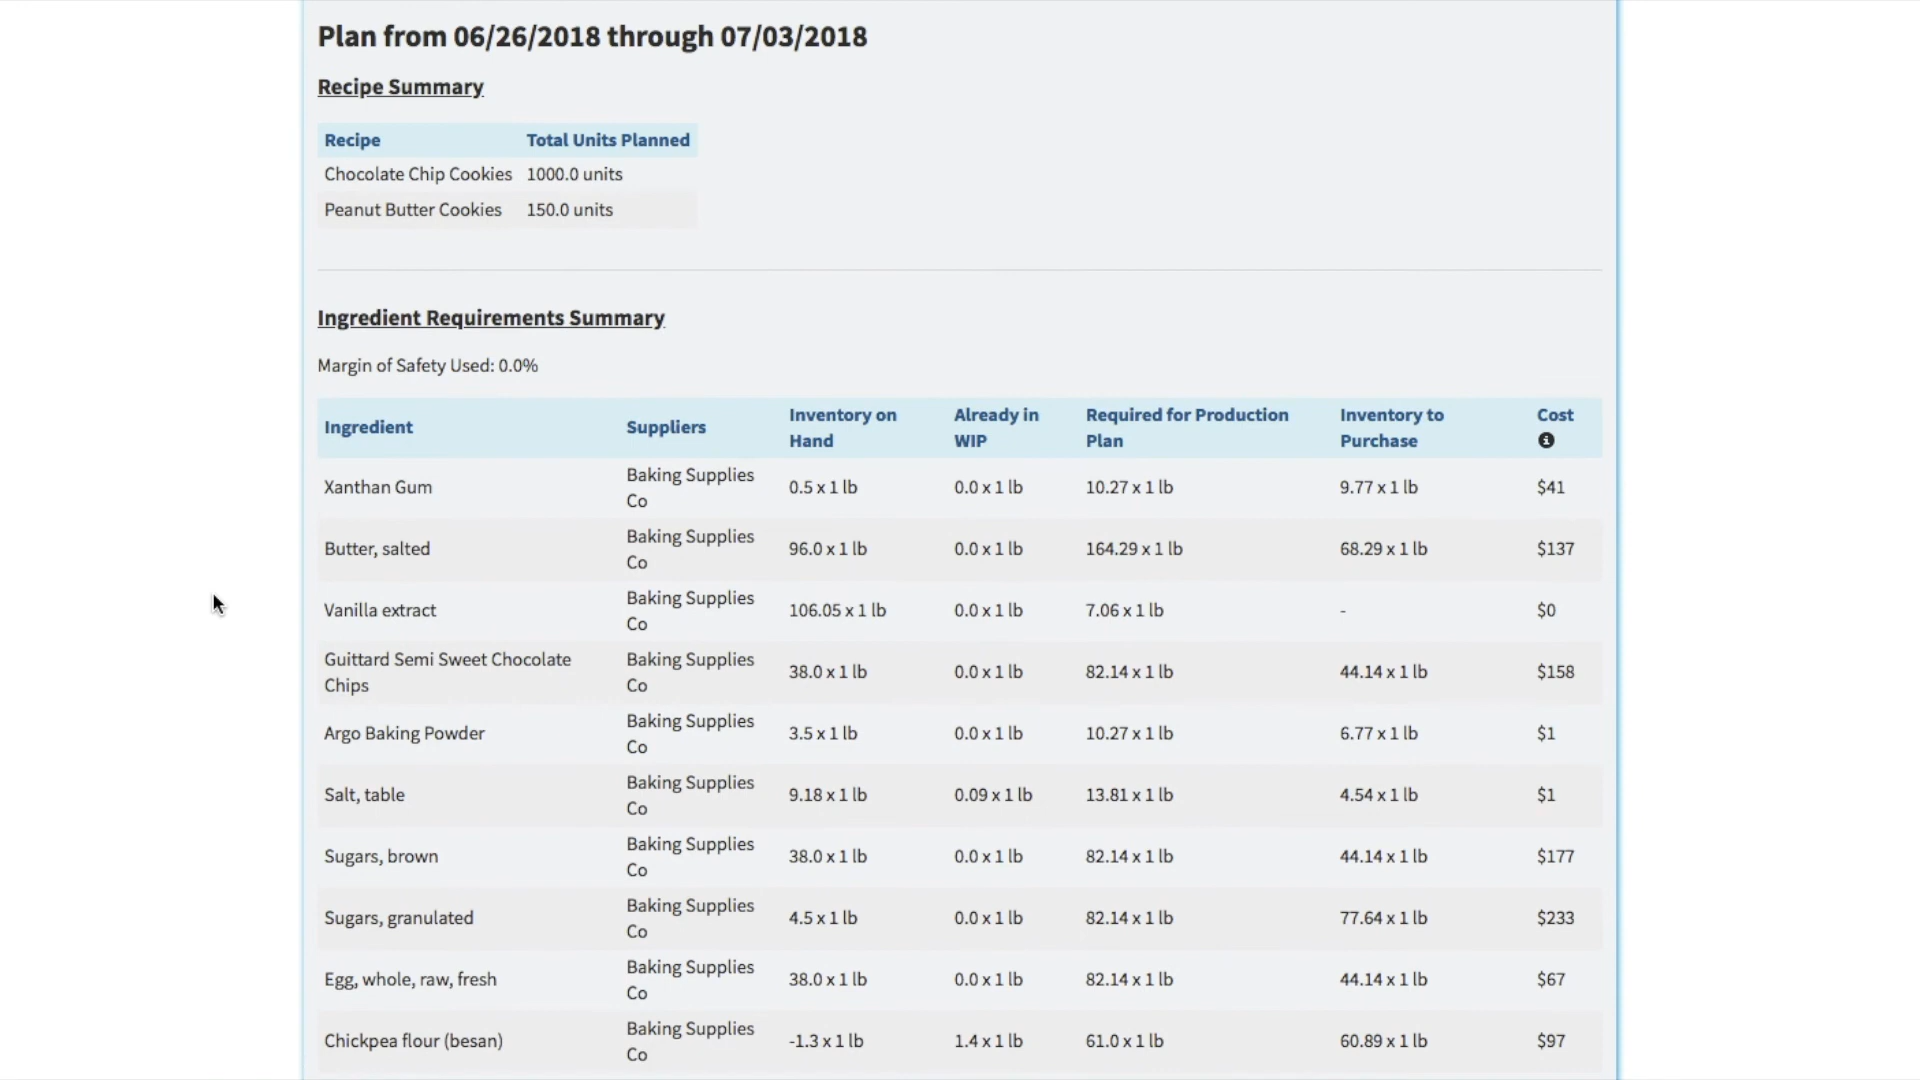 Plan from 06/26/2018 through 07/03/2018
Recipe Summary
Recipe Total Units Planned
Chocolate Chip Cookies 1000.0 units
Peanut Butter Cookies 150.0 units
Ingredient Requirements Summary
Margin of Safety Used: 0.0%
Ingredient Suppliers Inventory on Hand Already in WIP Required for Production Plan Inventory to Purchase Cost
Xanthan Gum Baking Supplies Co 0.5 x 1 lb 0.0 x 1 lb 10.27 x 1 lb 9.77 x 1 lb $41
Butter, salted Baking Supplies Co 96.0 x 1 lb 0.0 x 1 lb 164.29 x 1 lb 68.29 x 1 lb $137
Vanilla extract Baking Supplies Co 106.05 x 1 lb 0.0 x 1 lb 7.06 x 1 lb - $0
Guittard Semi Sweet Chocolate Chips Baking Supplies Co 38.0 x 1 lb 0.0 x 1 lb 82.14 x 1 lb 44.14 x 1 lb $158
Argo Baking Powder Baking Supplies Co 3.5 x 1 lb 0.0 x 1 lb 10.27 x 1 lb 6.77 x 1 lb $1
Salt, table Baking Supplies Co 9.18 x 1 lb 0.09 x 1 lb 13.81 x 1 lb 4.54 x 1 lb $1
Sugars, brown Baking Supplies Co 38.0 x 1 lb 0.0 x 1 lb 82.14 x 1 lb 44.14 x 1 lb $177
Sugars, granulated Baking Supplies Co 4.5 x 1 lb 0.0 x 1 lb 82.14 x 1 lb 77.64 x 1 lb $233
Egg, whole, raw, fresh Baking Supplies Co 38.0 x 1 lb 0.0 x 1 lb 82.14 x 1 lb 44.14 x 1 lb $67
Chickpea flour (besan) Baking Supplies Co -1.3 x 1 lb 1.4 x 1 lb 61.0 x 1 lb 60.89 x 1 lb $97